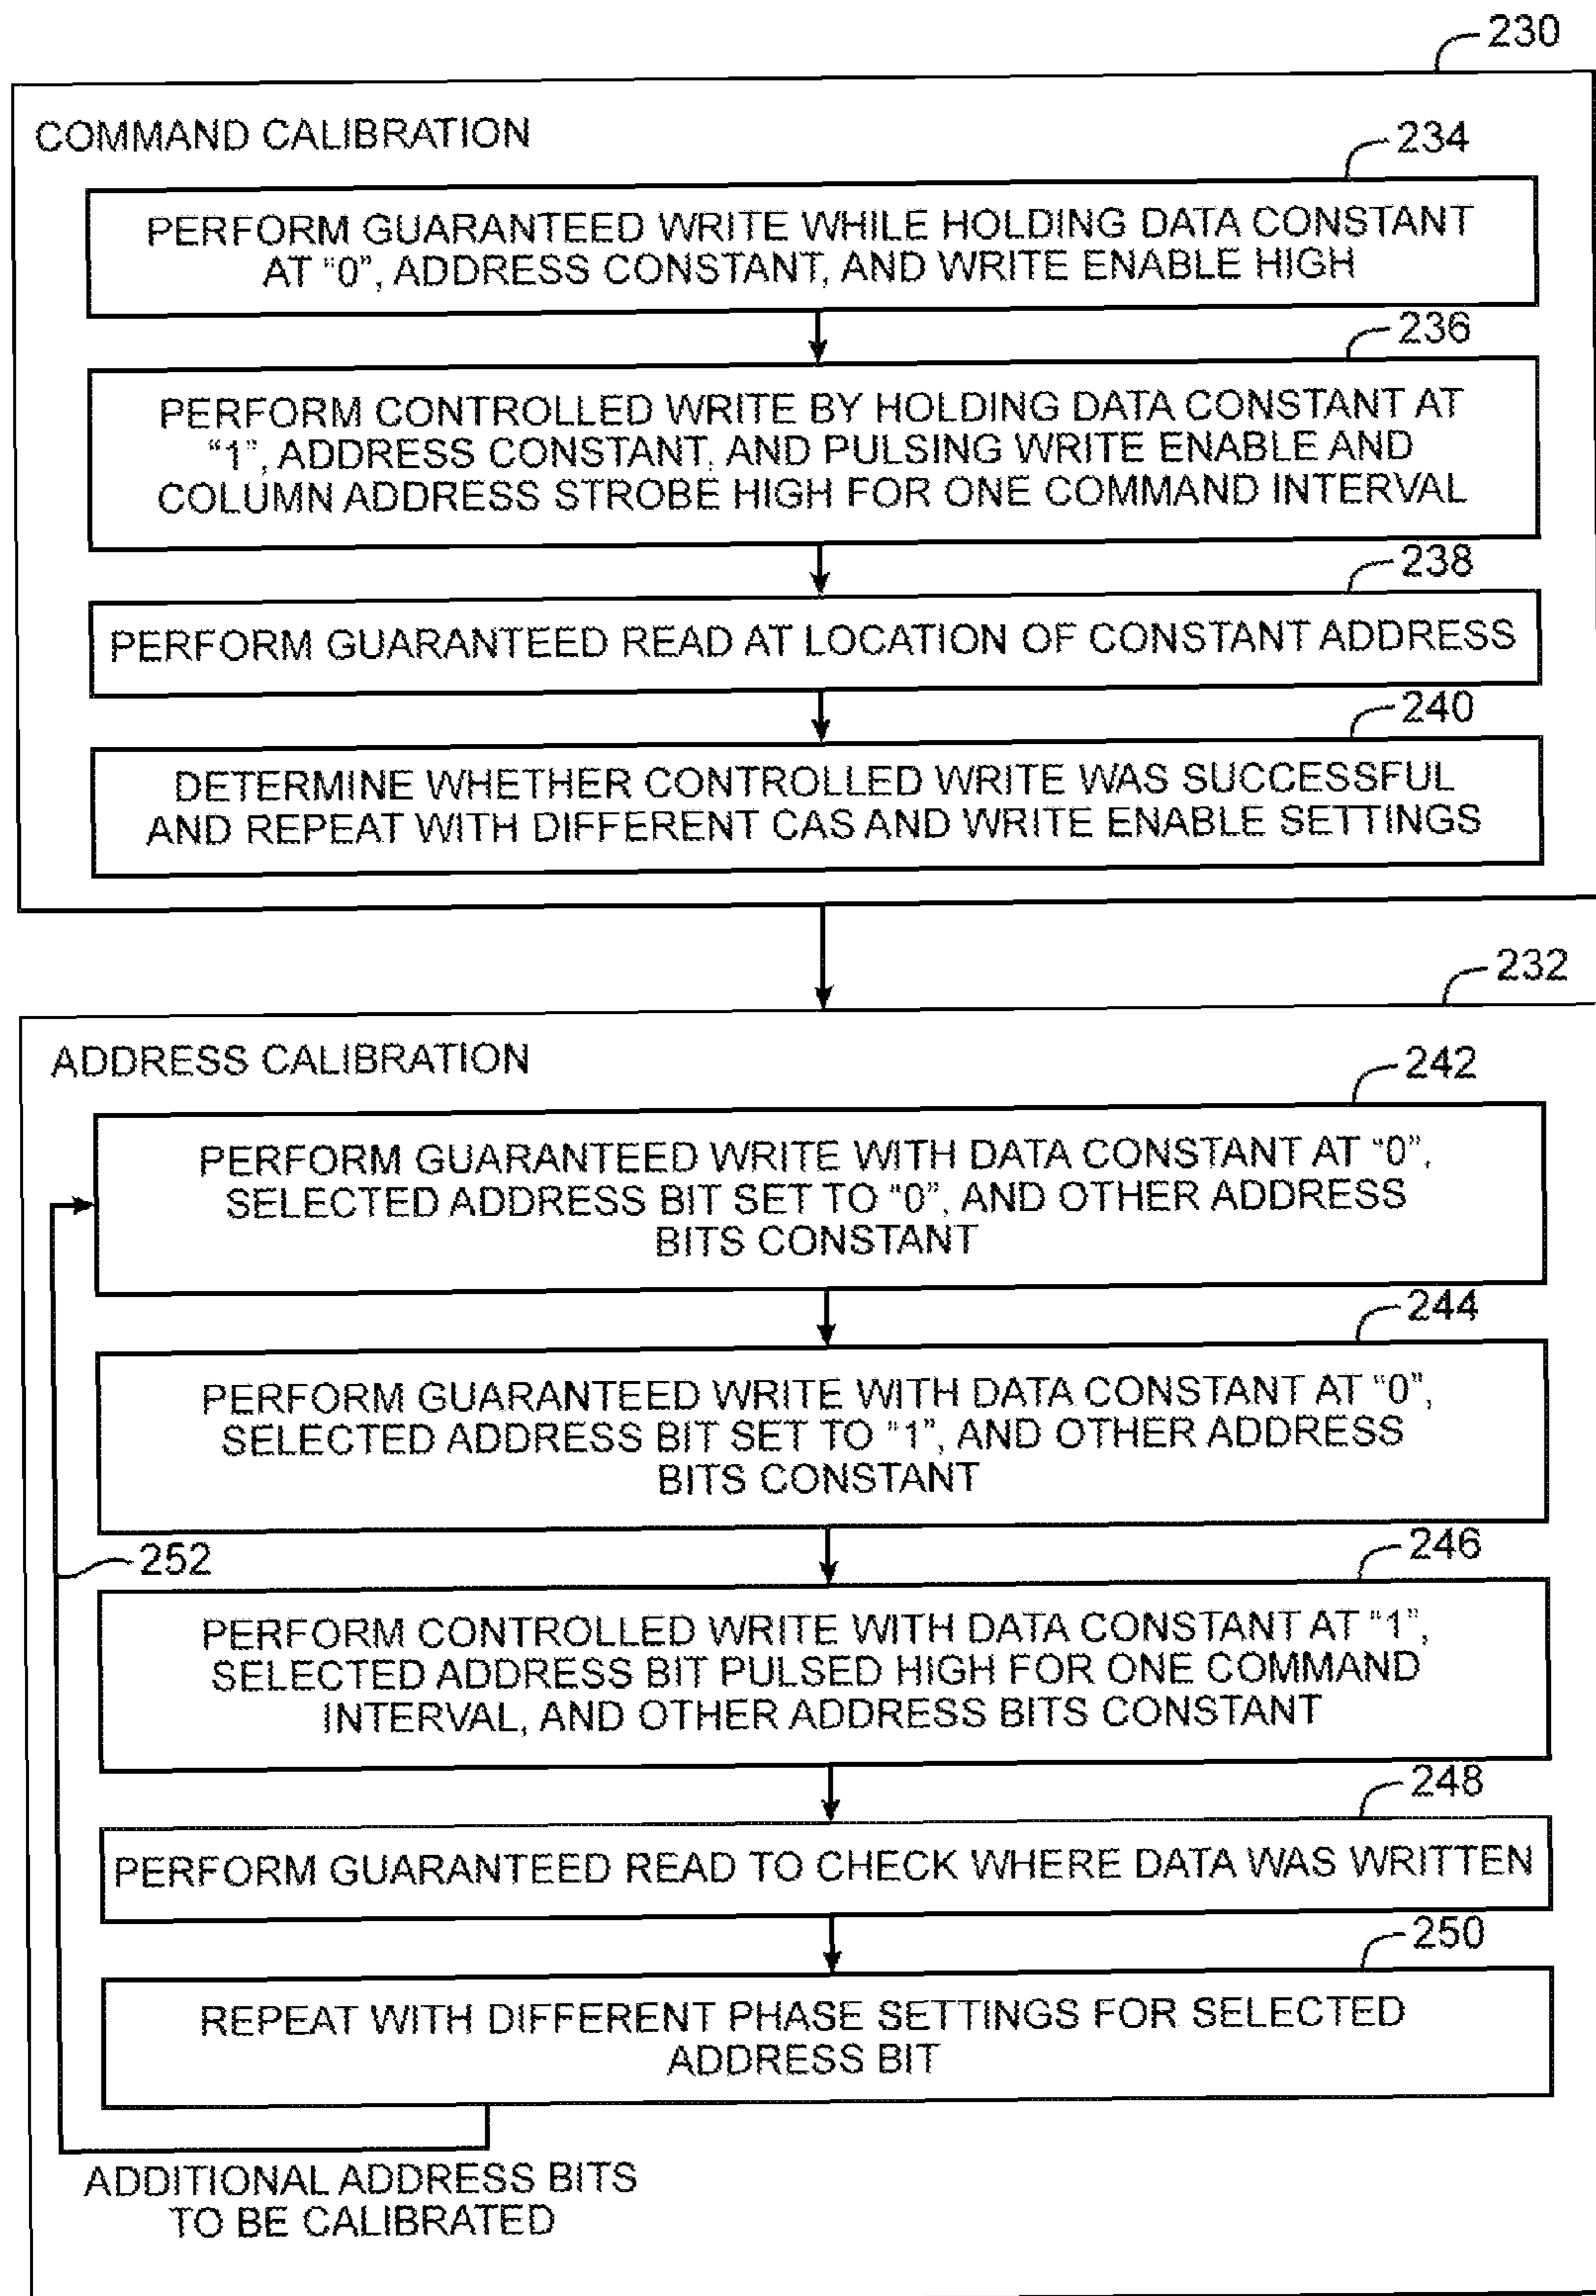 230
COMMAND CALIBRATION
234
PERFORM GUARANTEED WRITE WHILE HOLDING DATA CONSTANT
AT “0”, ADDRESS CONSTANT, AND WRITE ENABLE HIGH
236
PERFORM CONTROLLED WRITE BY HOLDING DATA CONSTANT AT
“1”, ADDRESS CONSTANT, AND PULSING WRITE ENABLE AND
COLUMN ADDRESS STROBE HIGH FOR ONE COMMAND INTERVAL
238
PERFORM GUARANTEED READ AT LOCATION OF CONSTANT ADDRESS
240
DETERMINE WHETHER CONTROLLED WRITE WAS SUCCESSFUL
AND REPEAT WITH DIFFERENT CAS AND WRITE ENABLE SETTINGS
232
ADDRESS CALIBRATION
242
PERFORM GUARANTEED WRITE WITH DATA CONSTANT AT “0”,
SELECTED ADDRESS BIT SET TO “0”, AND OTHER ADDRESS
BITS CONSTANT
244
PERFORM GUARANTEED WRITE WITH DATA CONSTANT AT “0”,
SELECTED ADDRESS BIT SET TO “1”, AND OTHER ADDRESS
BITS CONSTANT
252
246
PERFORM CONTROLLED WRITE WITH DATA CONSTANT AT “1”,
SELECTED ADDRESS BIT PULSED HIGH FOR ONE COMMAND
INTERVAL, AND OTHER ADDRESS BITS CONSTANT
248
PERFORM GUARANTEED READ TO CHECK WHERE DATA WAS WRITTEN
250
REPEAT WITH DIFFERENT PHASE SETTINGS FOR SELECTED
ADDRESS BIT
ADDITIONAL ADDRESS BITS
TO BE CALIBRATED